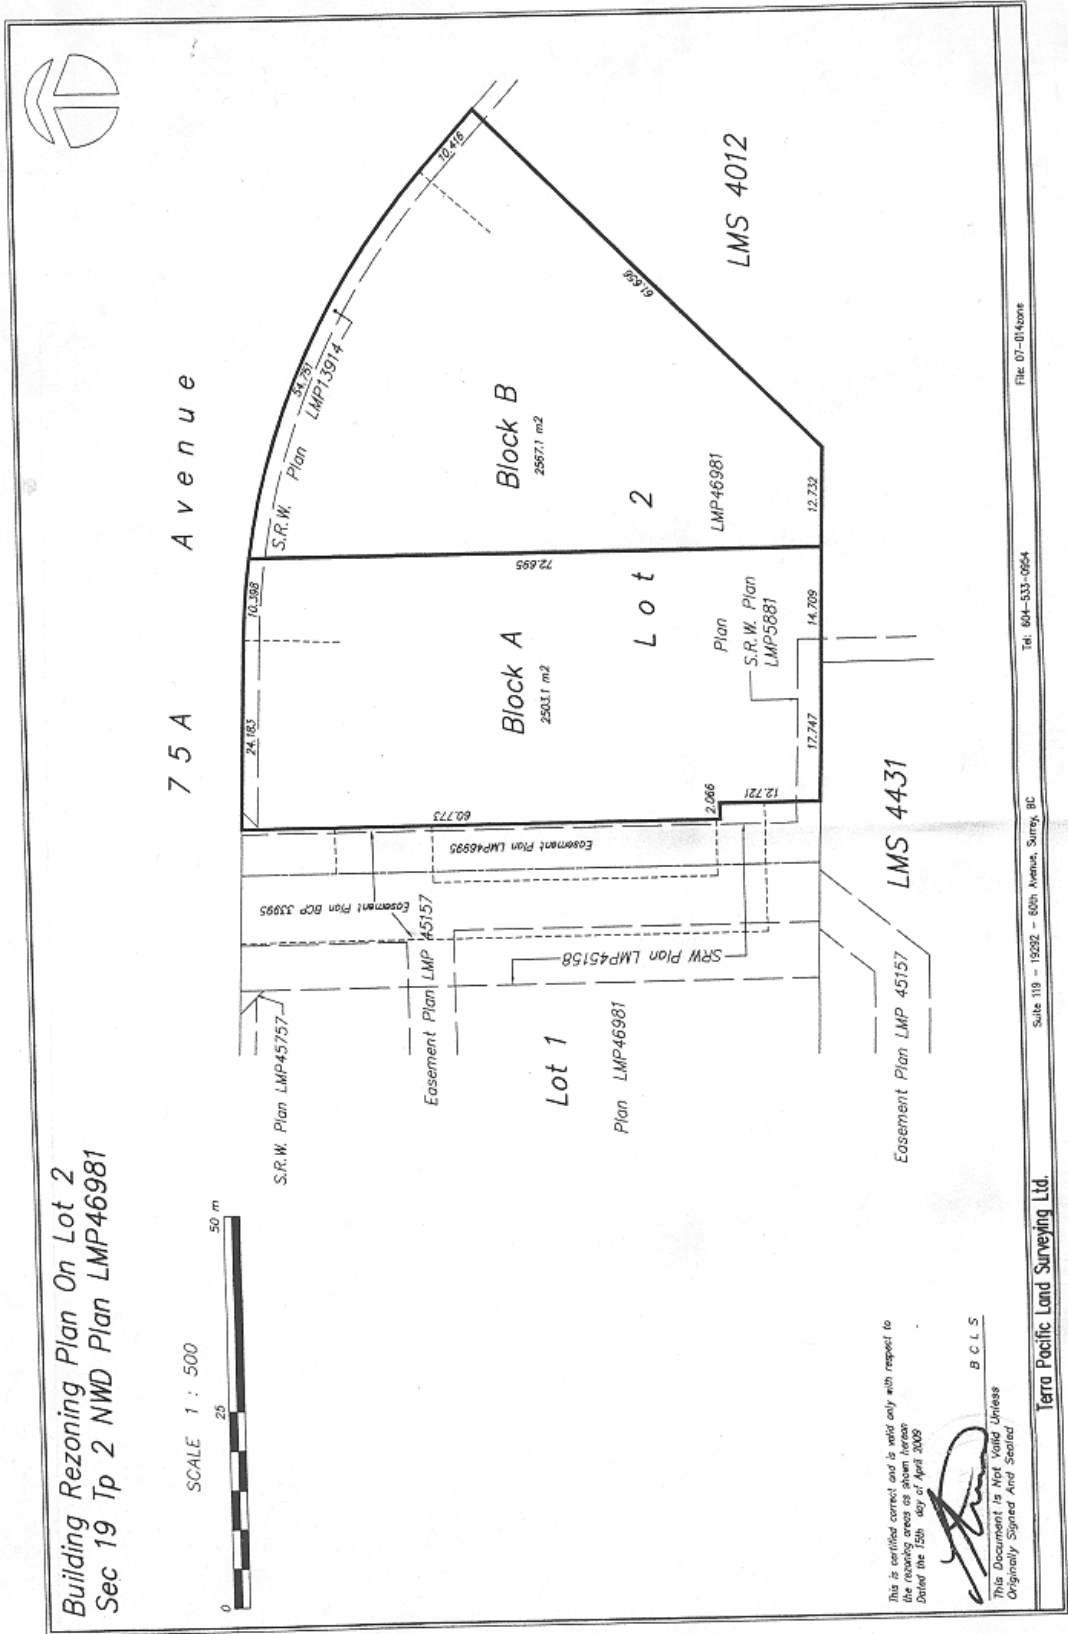 Building Rezoning Plan On Lot 2
Sec 19 Tp 2 NWD Plan LMP46981
SCALE 1 : 500
0
25
50 m
75A Avenue
S.R.W. Plan LMP13914
10.416
54.751
10.398
24.183
61.656
72.695
60.773
2.066
12.721
12.732
14.709
17.747
Block B
2567.1 m2
Block A
2503.1 m2
Lot 2
Plan LMP46981
S.R.W. Plan
LMP5881
LMS 4012
LMS 4431
Easement Plan LMP46995
Easement Plan BCP 33995
Easement Plan LMP 45157
SRW Plan LMP45158
S.R.W. Plan LMP45757
Lot 1
Plan LMP46981
Easement Plan LMP 45157
This is certified correct and is valid only with respect to
the rezoning areas as shown hereon
Dated the 15th day of April 2009
B C L S
This Document Is Not Valid Unless
Originally Signed And Sealed
Terra Pacific Land Surveying Ltd.
Suite 119 - 19292 - 60th Avenue, Surrey, BC
Tel: 604-533-0954
File: 07-014zone